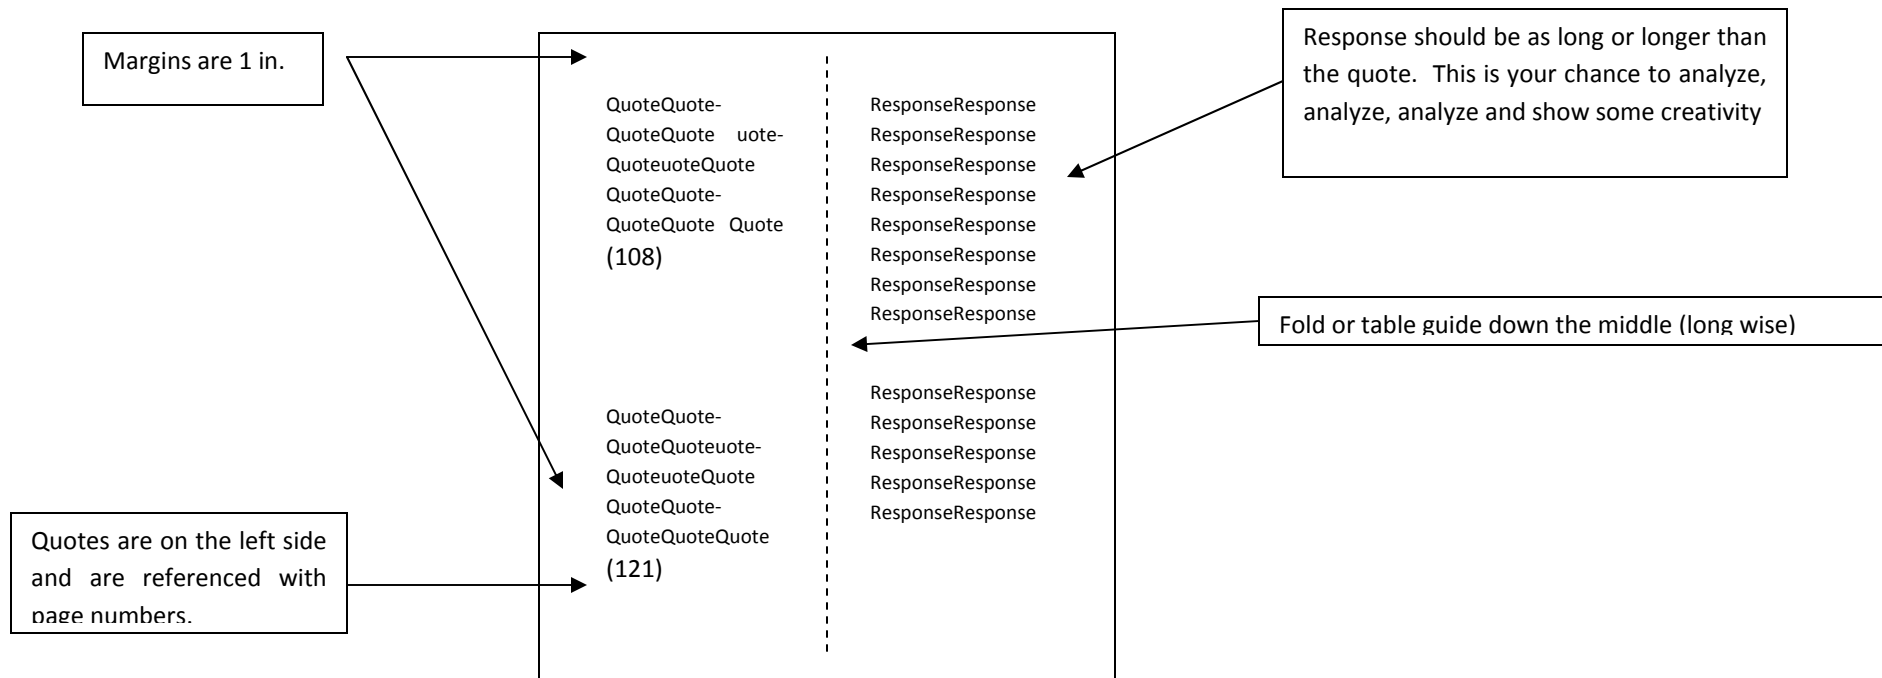 Margins are 1 in.
QuoteQuote-
QuoteQuote uote-
QuoteuoteQuote
QuoteQuote-
QuoteQuote Quote
(108)
QuoteQuote-
QuoteQuoteuote-
QuoteuoteQuote
QuoteQuote-
QuoteQuoteQuote
(121)
ResponseResponse
ResponseResponse
ResponseResponse
ResponseResponse
ResponseResponse
ResponseResponse
ResponseResponse
ResponseResponse
ResponseResponse
ResponseResponse
ResponseResponse
ResponseResponse
ResponseResponse
Response should be as long or longer than
the quote. This is your chance to analyze,
analyze, analyze and show some creativity
Fold or table guide down the middle (long wise)
Quotes are on the left side
and are referenced with
page numbers.